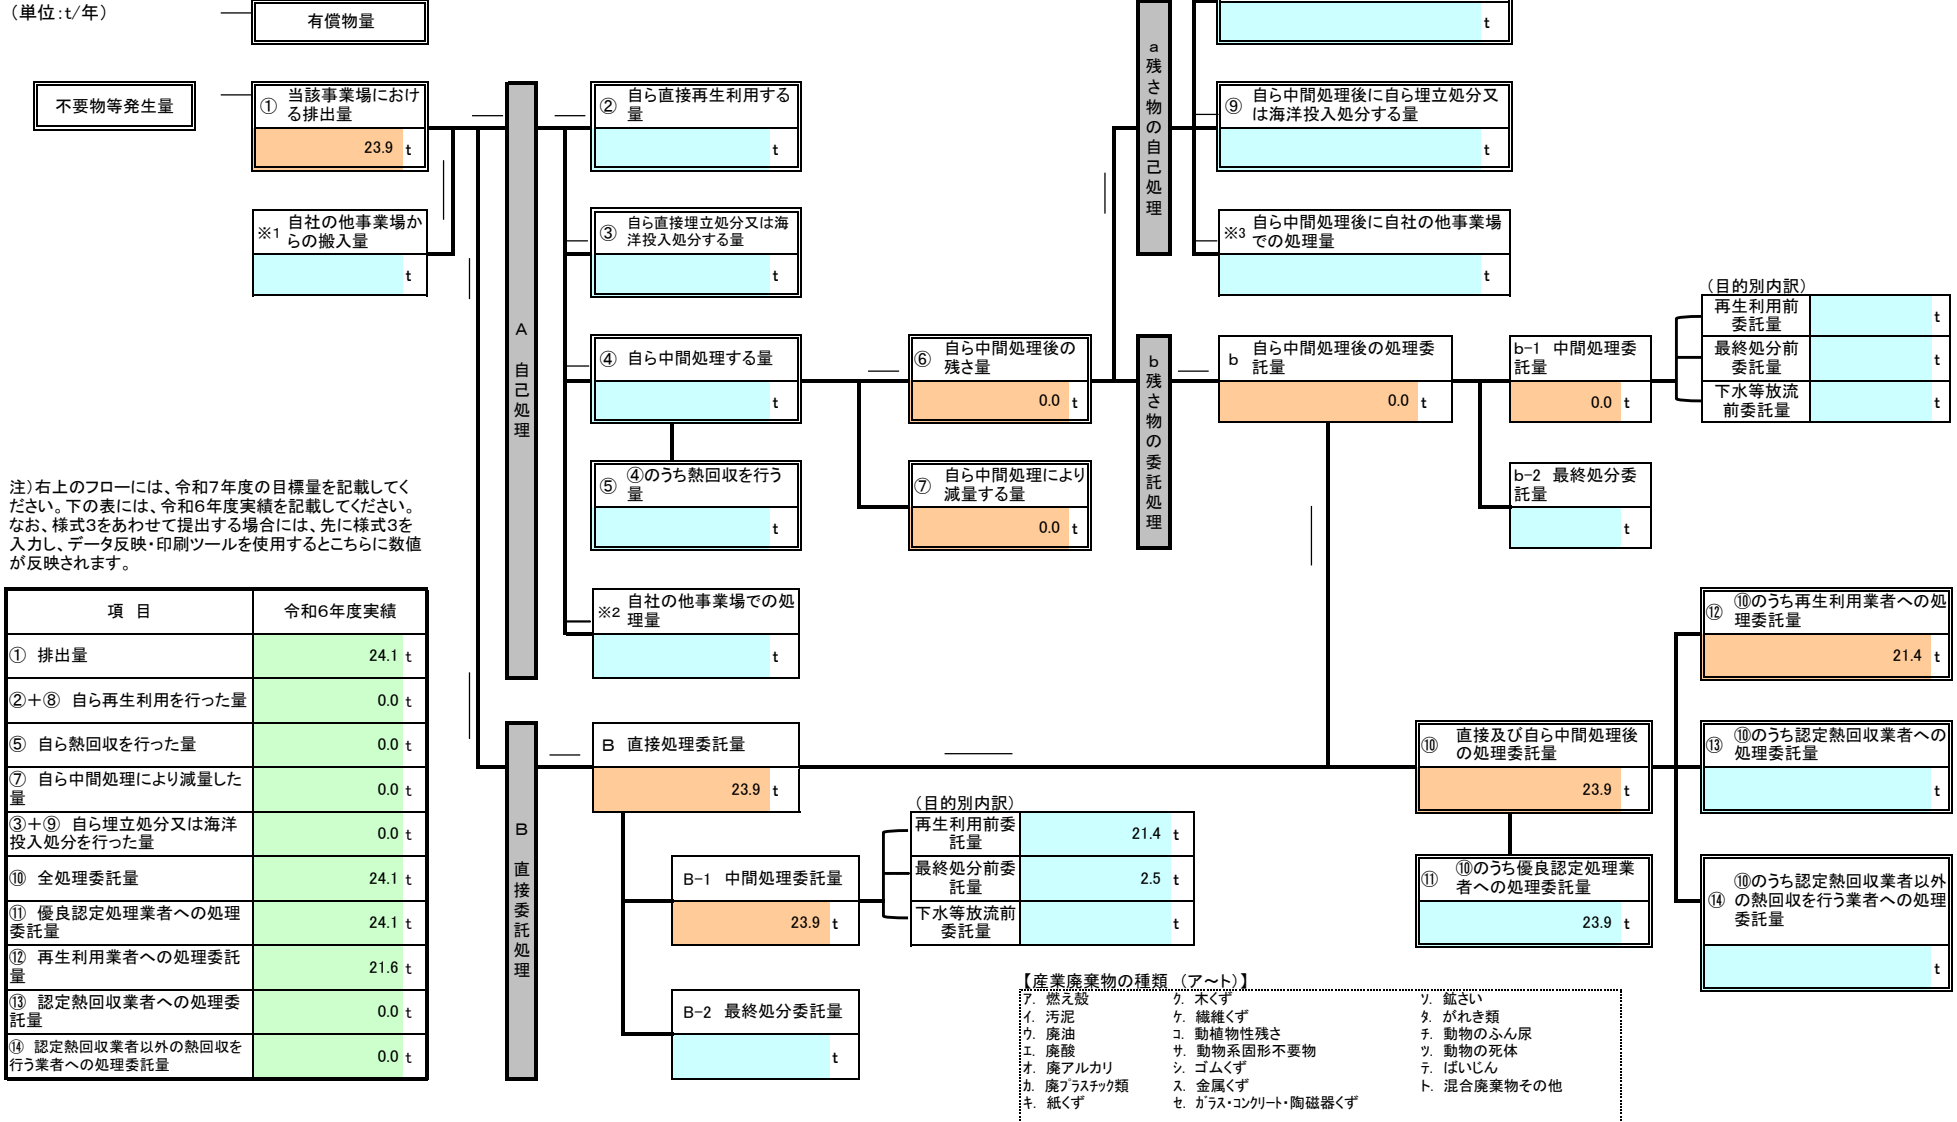 （単位:t/年）
有償物量
t
不要物等発生量
① 当該事業場におけ
る排出量
23.9 t
※1 自社の他事業場か
らの搬入量
t
A 自己処理
② 自ら直接再生利用する
量
t
③ 自ら直接埋立処分又は海
洋投入処分する量
t
④ 自ら中間処理する量
t
⑤ ④のうち熱回収を行う
量
t
※2 自社の他事業場での処
理量
t
⑥ 自ら中間処理後の
残さ量
0.0 t
⑦ 自ら中間処理により
減量する量
0.0 t
a 残さ物の自己処理
⑨ 自ら中間処理後に自ら埋立処分又
は海洋投入処分する量
t
※3 自ら中間処理後に自社の他事業場
での処理量
t
b 残さ物の委託処理
b 自ら中間処理後の処理委
託量
0.0 t
b-1 中間処理委
託量
0.0 t
b-2 最終処分委
託量
t
（目的別内訳）
再生利用前
委託量
t
最終処分前
委託量
t
下水等放流
前委託量
t
注）右上のフローには、令和7年度の目標量を記載してく
ださい。下の表には、令和6年度実績を記載してください。
なお、様式3をあわせて提出する場合には、先に様式3を
入力し、データ反映・印刷ツールを使用するとこちらに数値
が反映されます。
項 目 令和6年度実績
① 排出量 24.1 t
②＋⑧ 自ら再生利用を行った量 0.0 t
⑤ 自ら熱回収を行った量 0.0 t
⑦ 自ら中間処理により減量した
量 0.0 t
③＋⑨ 自ら埋立処分又は海洋
投入処分を行った量 0.0 t
⑩ 全処理委託量 24.1 t
⑪ 優良認定処理業者への処理
委託量 24.1 t
⑫ 再生利用業者への処理委託
量 21.6 t
⑬ 認定熱回収業者への処理委
託量 0.0 t
⑭ 認定熱回収業者以外の熱回収を
行う業者への処理委託量 0.0 t
B 直接委託処理
B 直接処理委託量
23.9 t
B-1 中間処理委託量
23.9 t
B-2 最終処分委託量
t
（目的別内訳）
再生利用前委
託量
21.4 t
最終処分前委
託量
2.5 t
下水等放流前
委託量
t
⑩ 直接及び自ら中間処理後
の処理委託量
23.9 t
⑪ ⑩のうち優良認定処理業
者への処理委託量
23.9 t
⑫ ⑩のうち再生利用業者への処
理委託量
21.4 t
⑬ ⑩のうち認定熱回収業者への
処理委託量
t
⑭ ⑩のうち認定熱回収業者以外
の熱回収を行う業者への処理
委託量
t
【産業廃棄物の種類 （ア～ト）】
ア. 燃え殻
イ. 汚泥
ウ. 廃油
エ. 廃酸
オ. 廃アルカリ
カ. 廃プラスチック類
キ. 紙くず
ク. 木くず
ケ. 繊維くず
コ. 動植物性残さ
サ. 動物系固形不要物
シ. ゴムくず
ス. 金属くず
セ. ガラス・コンクリート・陶磁器くず
ソ. 鉱さい
タ. がれき類
チ. 動物のふん尿
ツ. 動物の死体
テ. ばいじん
ト. 混合廃棄物その他